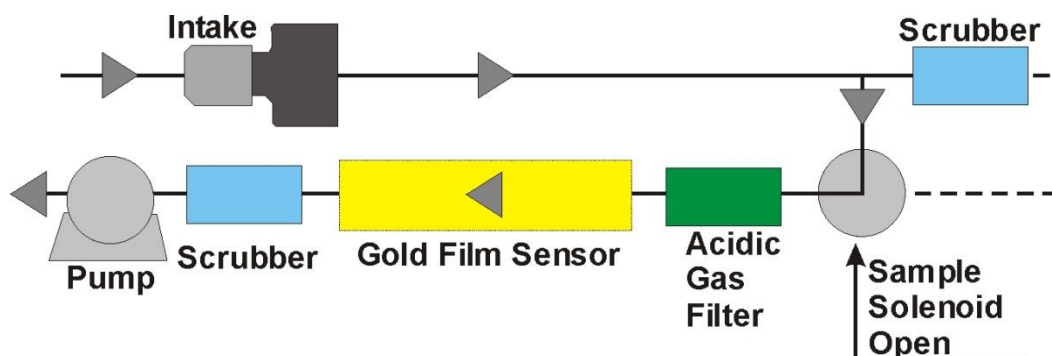 Intake
Scrubber
Pump
Scrubber
Gold Film Sensor
Acidic
Gas
Filter
Sample
Solenoid
Open